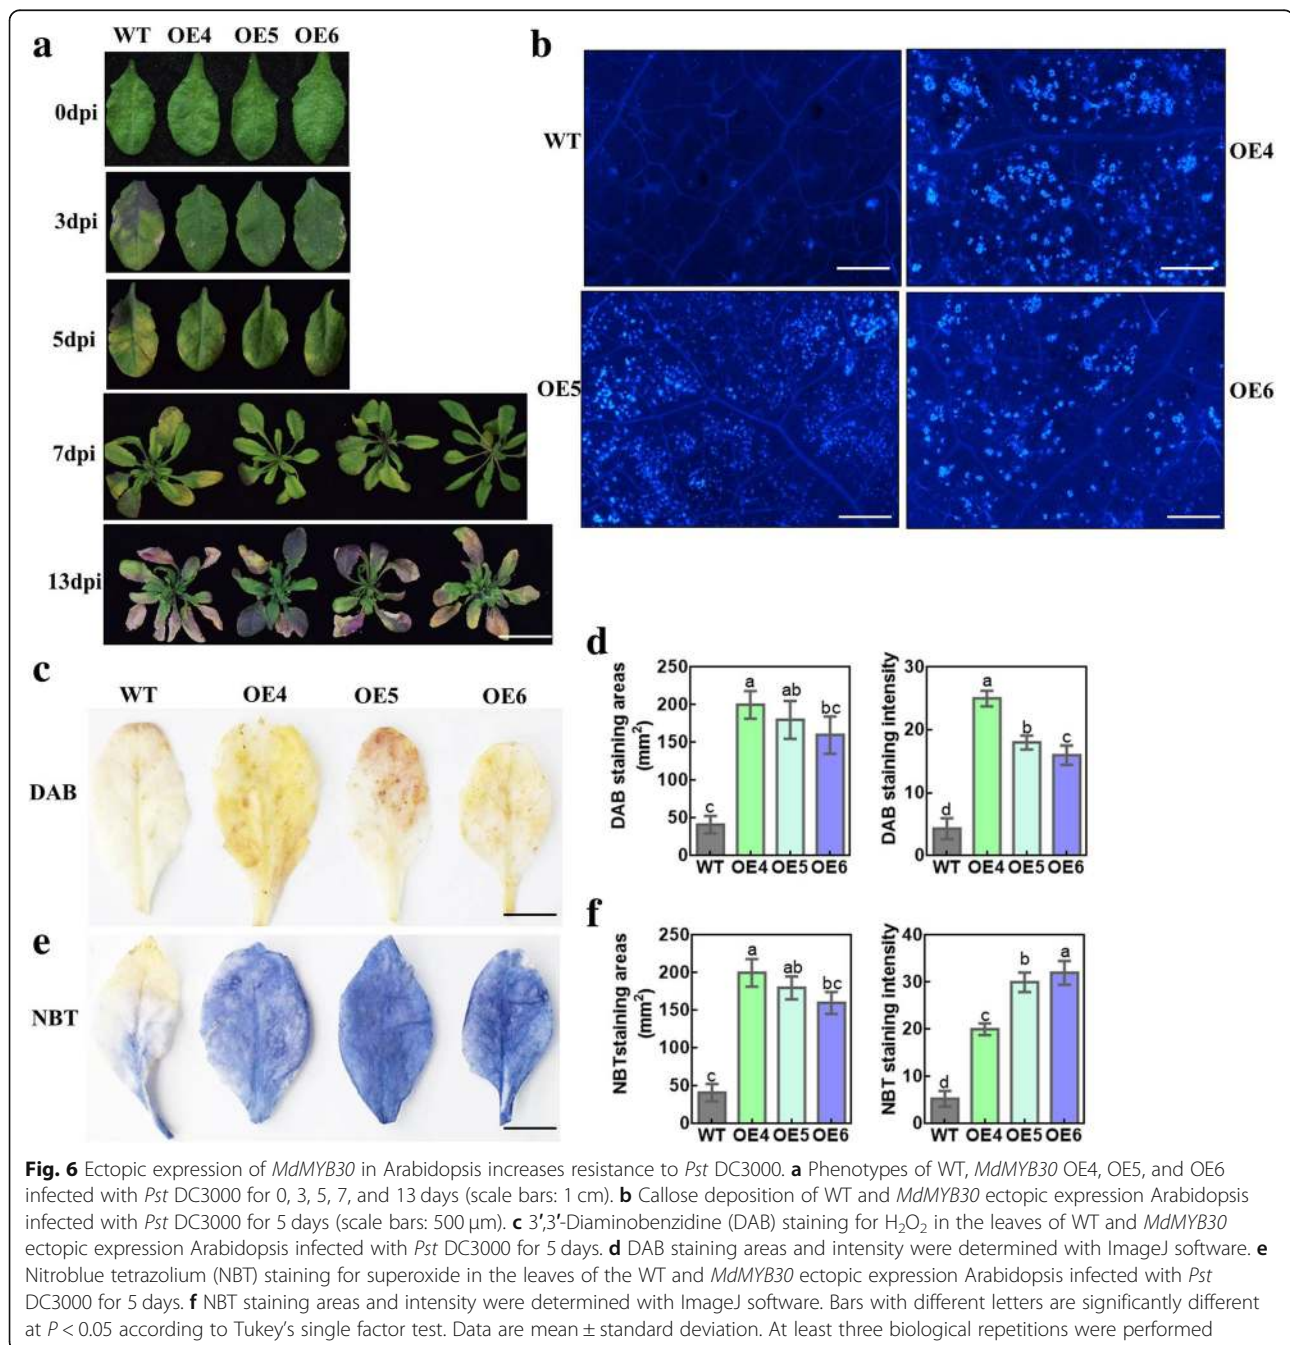 a
WT OE4 OE5 OE6
0dpi
3dpi
5dpi
7dpi
13dpi
b
WT
OE4
OE5
OE6
c
WT OE4 OE5 OE6
DAB
d
DAB staining areas
(mm²)
250
200
150
100
50
0
c
a
ab
bc
WT OE4 OE5 OE6
DAB staining intensity
30
20
10
0
d
a
b
c
WT OE4 OE5 OE6
e
NBT
f
NBTstaining areas
(mm²)
250
200
150
100
50
0
c
a
ab
bc
WT OE4 OE5 OE6
NBT staining intensity
40
30
20
10
0
d
c
b
a
WT OE4 OE5 OE6
Fig. 6 Ectopic expression of MdMYB30 in Arabidopsis increases resistance to Pst DC3000. a Phenotypes of WT, MdMYB30 OE4, OE5, and OE6
infected with Pst DC3000 for 0, 3, 5, 7, and 13 days (scale bars: 1 cm). b Callose deposition of WT and MdMYB30 ectopic expression Arabidopsis
infected with Pst DC3000 for 5 days (scale bars: 500 μm). c 3′,3′-Diaminobenzidine (DAB) staining for H₂O₂ in the leaves of WT and MdMYB30
ectopic expression Arabidopsis infected with Pst DC3000 for 5 days. d DAB staining areas and intensity were determined with ImageJ software. e
Nitroblue tetrazolium (NBT) staining for superoxide in the leaves of the WT and MdMYB30 ectopic expression Arabidopsis infected with Pst
DC3000 for 5 days. f NBT staining areas and intensity were determined with ImageJ software. Bars with different letters are significantly different
at P < 0.05 according to Tukey's single factor test. Data are mean ± standard deviation. At least three biological repetitions were performed